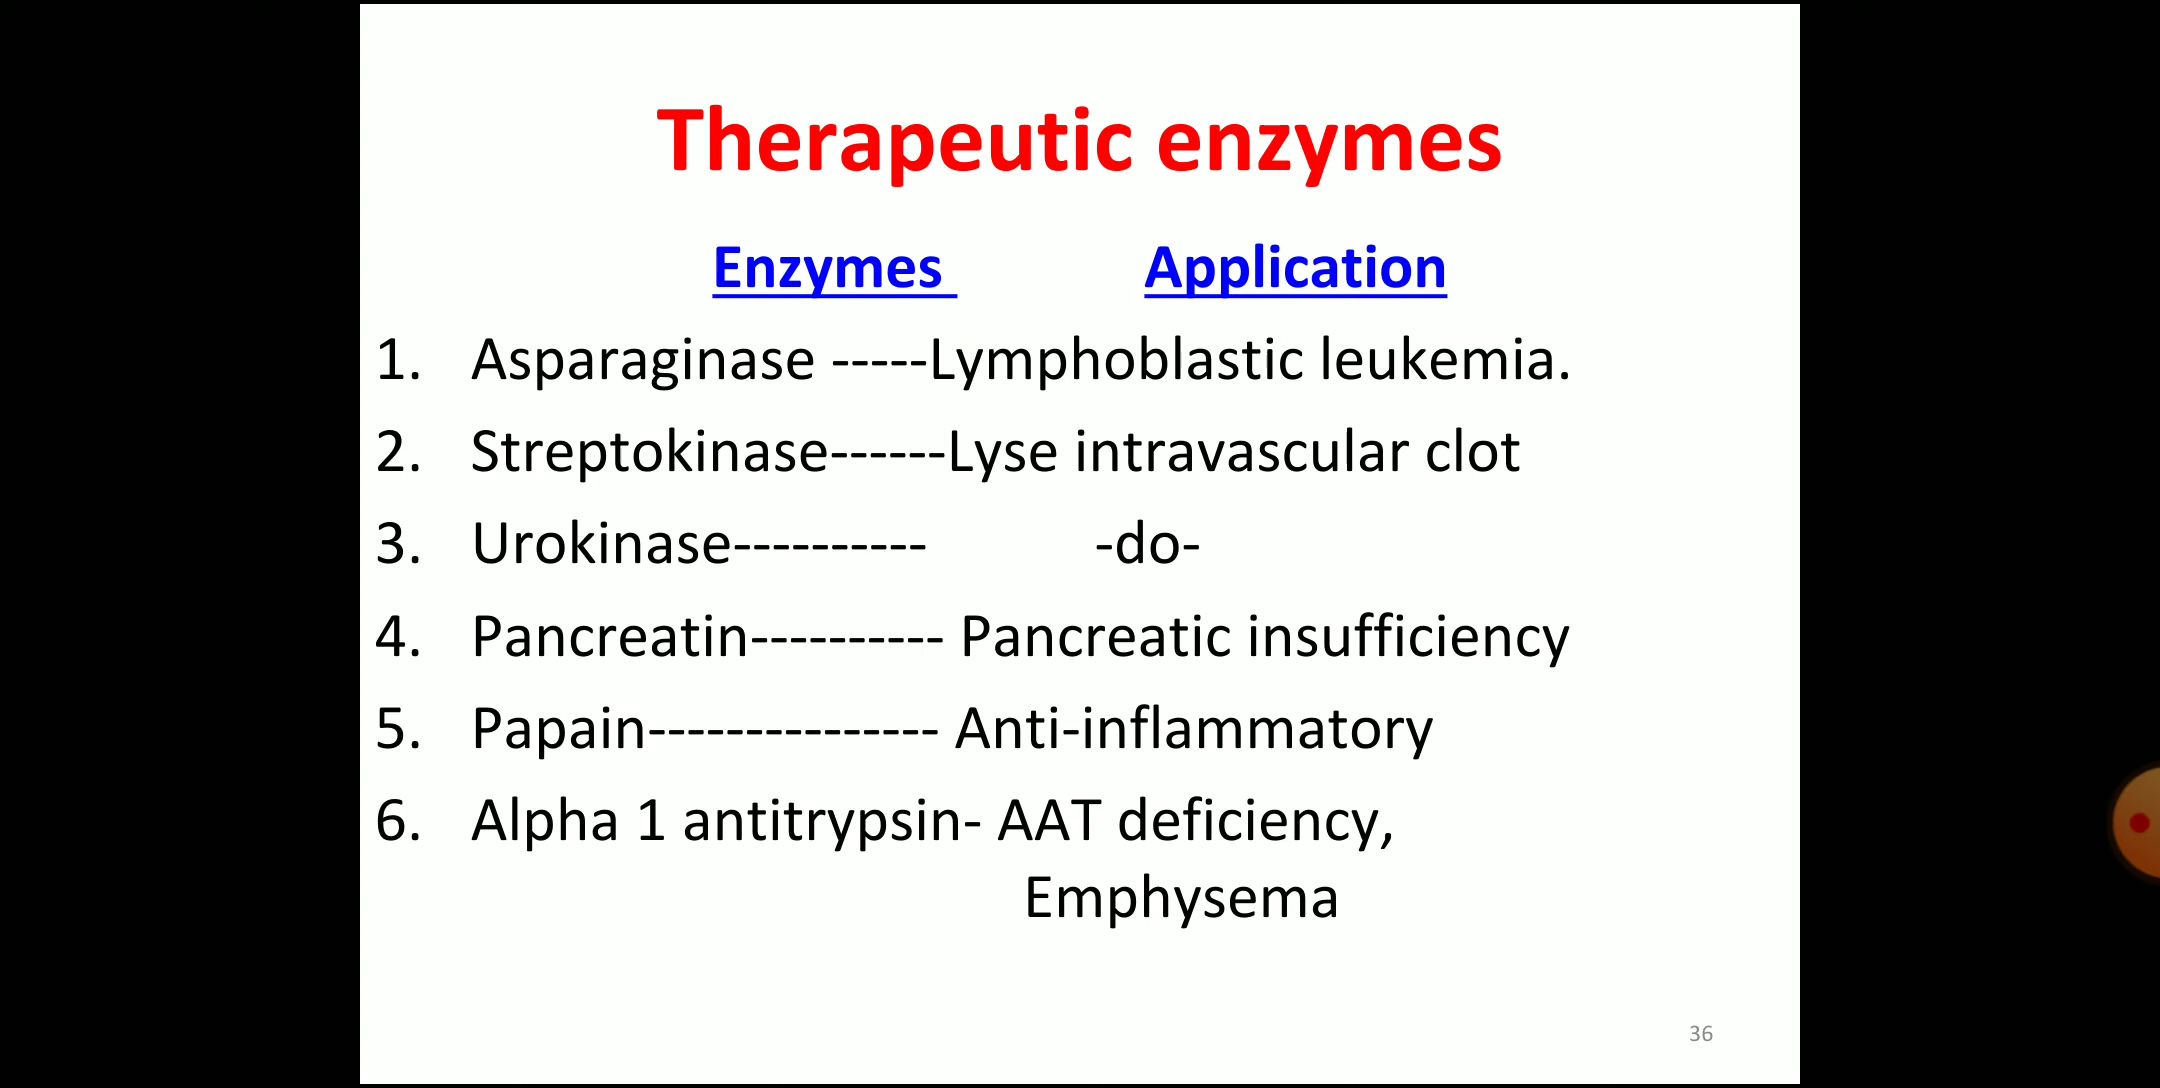 Therapeutic enzymes
Enzymes Application
1. Asparaginase -----Lymphoblastic leukemia.
2. Streptokinase------Lyse intravascular clot
3. Urokinase---------- -do-
4. Pancreatin---------- Pancreatic insufficiency
5. Papain--------------- Anti-inflammatory
6. Alpha 1 antitrypsin- AAT deficiency,
Emphysema
36